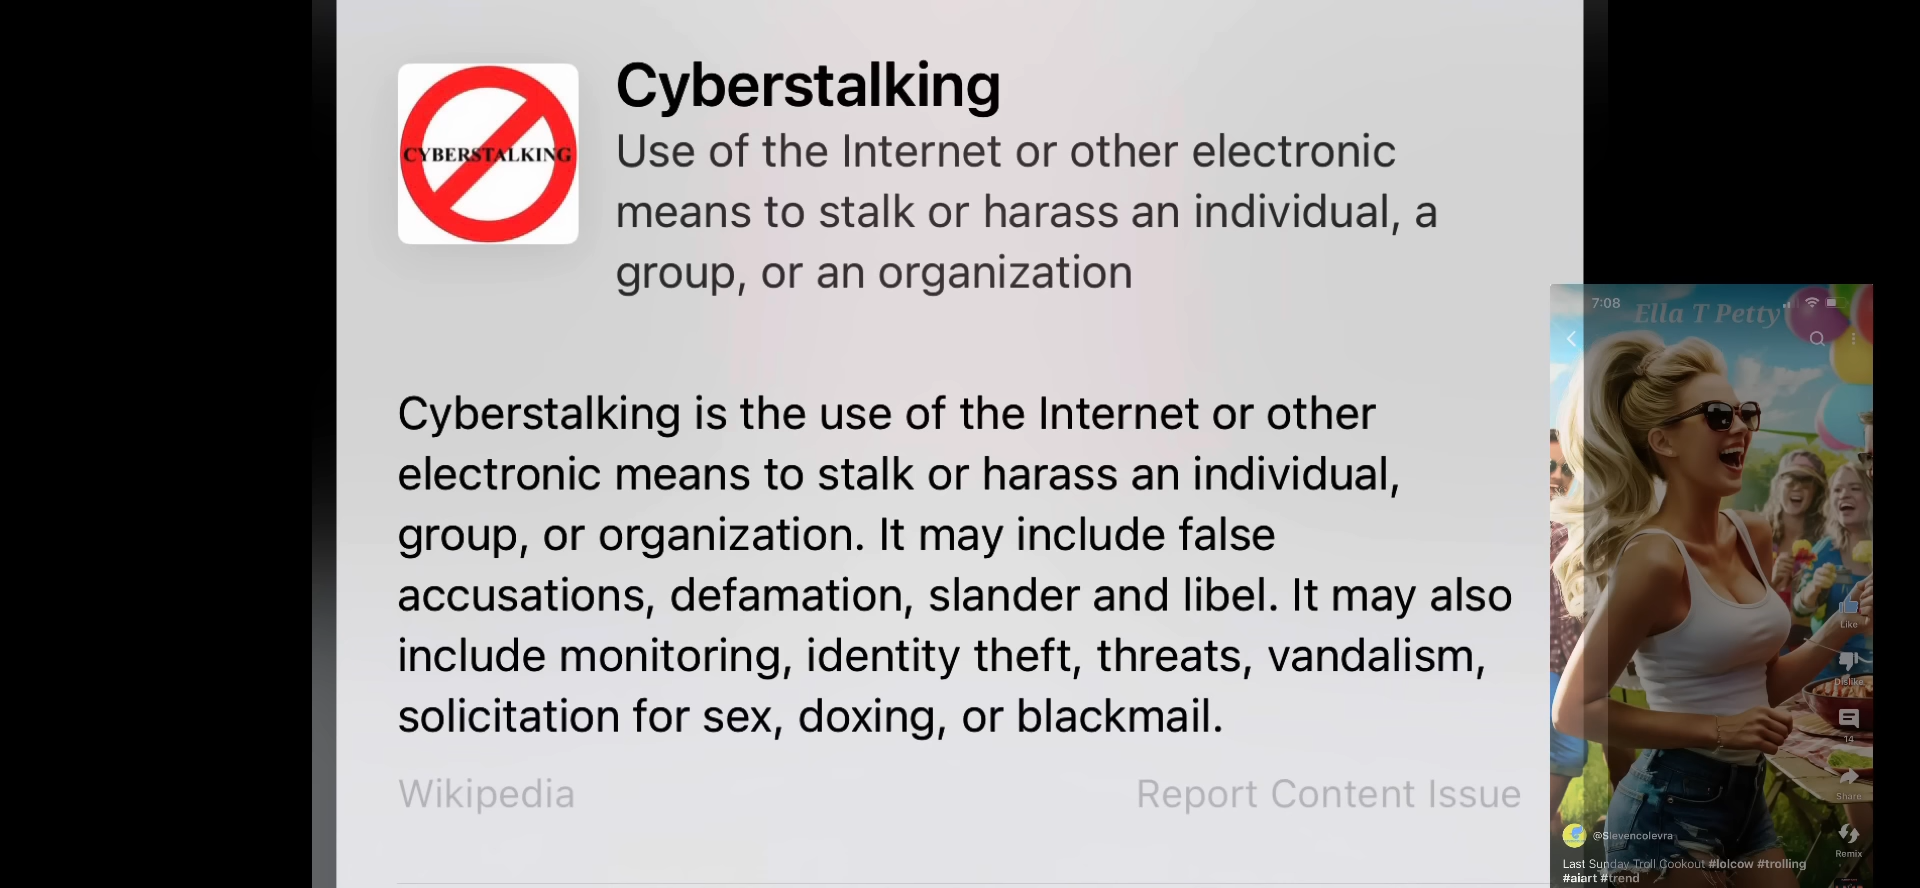 CYBERSTALKING
Cyberstalking
Use of the Internet or other electronic
means to stalk or harass an individual, a
group, or an organization
Cyberstalking is the use of the Internet or other
electronic means to stalk or harass an individual,
group, or organization. It may include false
accusations, defamation, slander and libel. It may also
include monitoring, identity theft, threats, vandalism,
solicitation for sex, doxing, or blackmail.
Wikipedia
Report Content Issue
7:08
Ella T Petty
Like
Dislike
14
Share
@Slevencolevra
Remix
Last Sunday Troll Cookout #lolcow #trolling
#aiart #trend